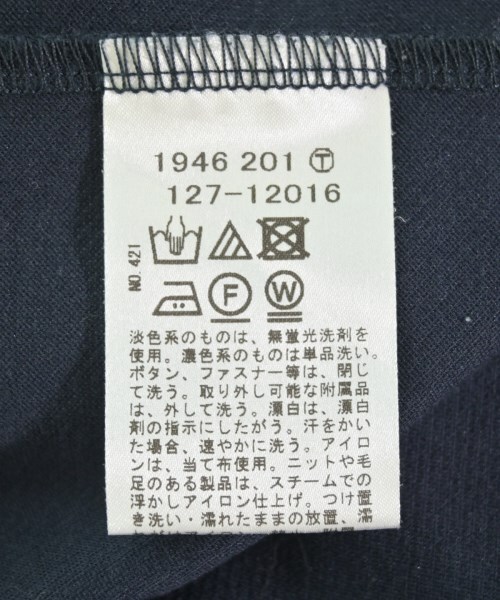 1946 201 Ⓣ
127-12016
NO.421
F
W
淡色系のものは、無蛍光洗剤を
使用。濃色系のものは単品洗い。
ボタン、ファスナー等は、閉じ
て洗う。取り外し可能な附属品
は、外して洗う。漂白は、漂白
剤の指示にしたがう。汗をかい
た場合、速やかに洗う。アイロ
ンは、当て布使用。ニットや毛
足のある製品は、スチームでの
浮かしアイロン仕上げ。つけ置
き洗い・濡れたままの放置、濡